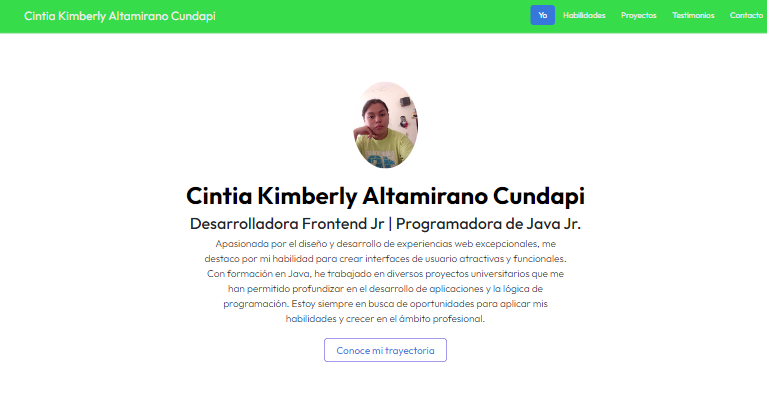 Cintia Kimberly Altamirano Cundapi
Yo Habilidades Proyectos Testimonios Contacto
Cintia Kimberly Altamirano Cundapi
Desarrolladora Frontend Jr | Programadora de Java Jr.
Apasionada por el diseño y desarrollo de experiencias web excepcionales, me
destaco por mi habilidad para crear interfaces de usuario atractivas y funcionales.
Con formación en Java, he trabajado en diversos proyectos universitarios que me
han permitido profundizar en el desarrollo de aplicaciones y la lógica de
programación. Estoy siempre en busca de oportunidades para aplicar mis
habilidades y crecer en el ámbito profesional.
Conoce mi trayectoria